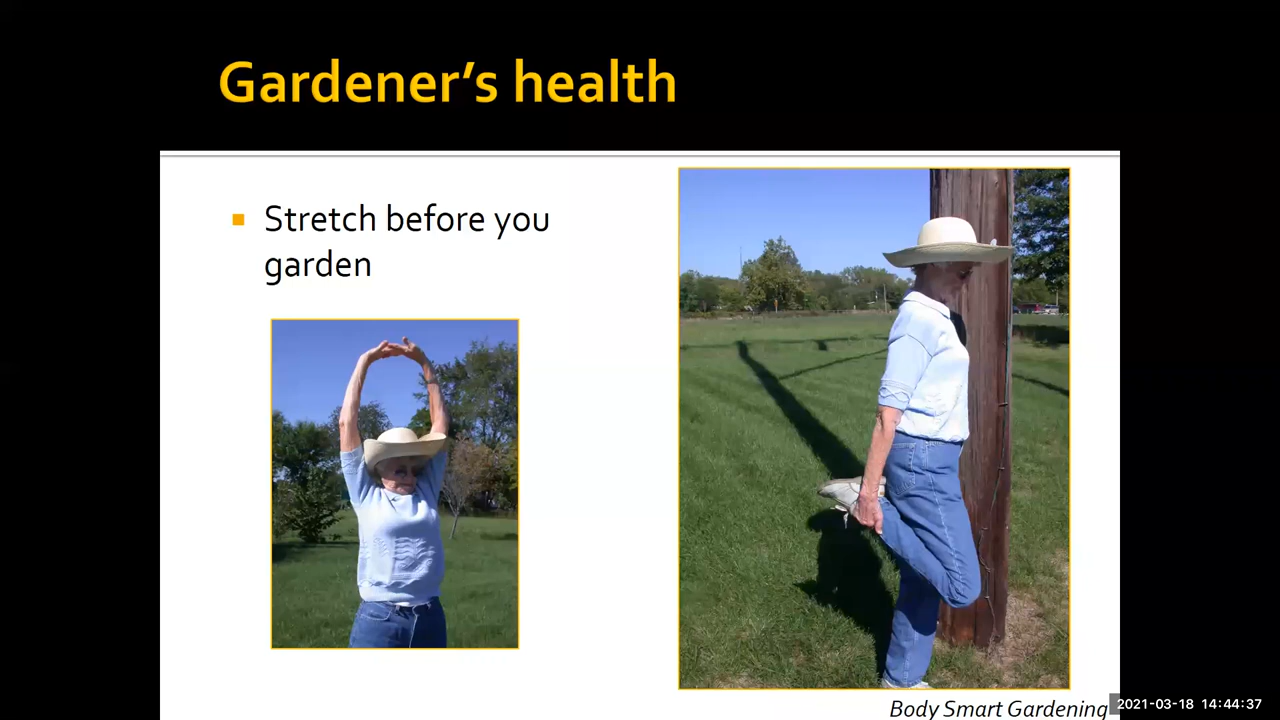 Gardener's health
Stretch before you
garden
Body Smart Gardening
2021-03-18 14:44:37